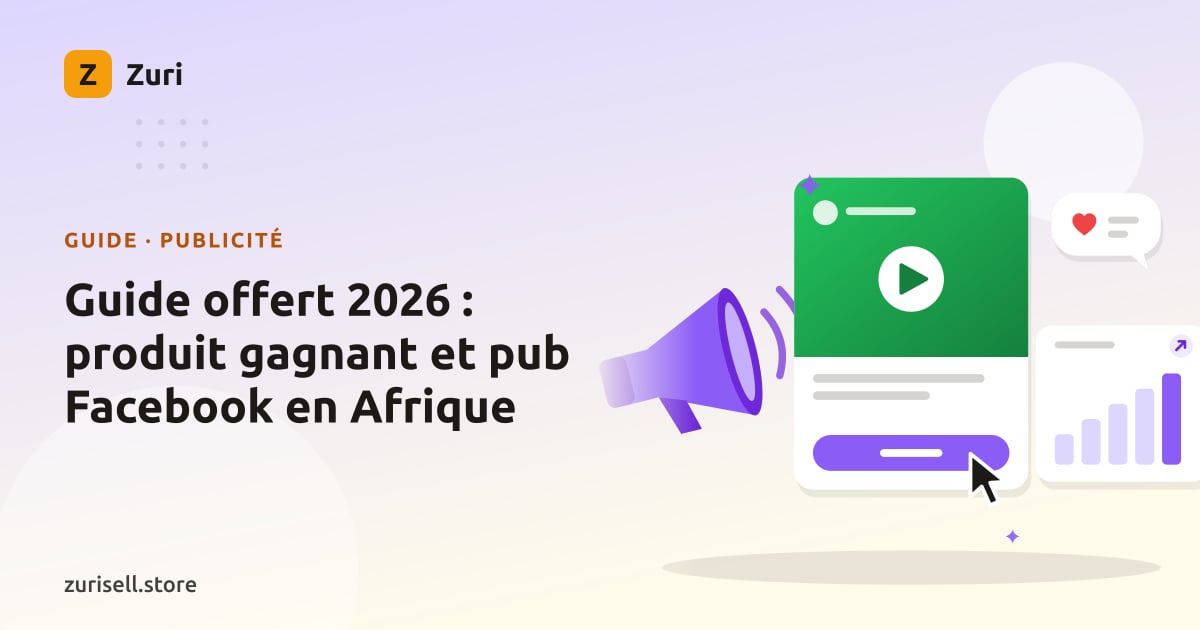 Z Zuri
GUIDE · PUBLICITÉ
Guide offert 2026 :
produit gagnant et pub
Facebook en Afrique
zurisell.store